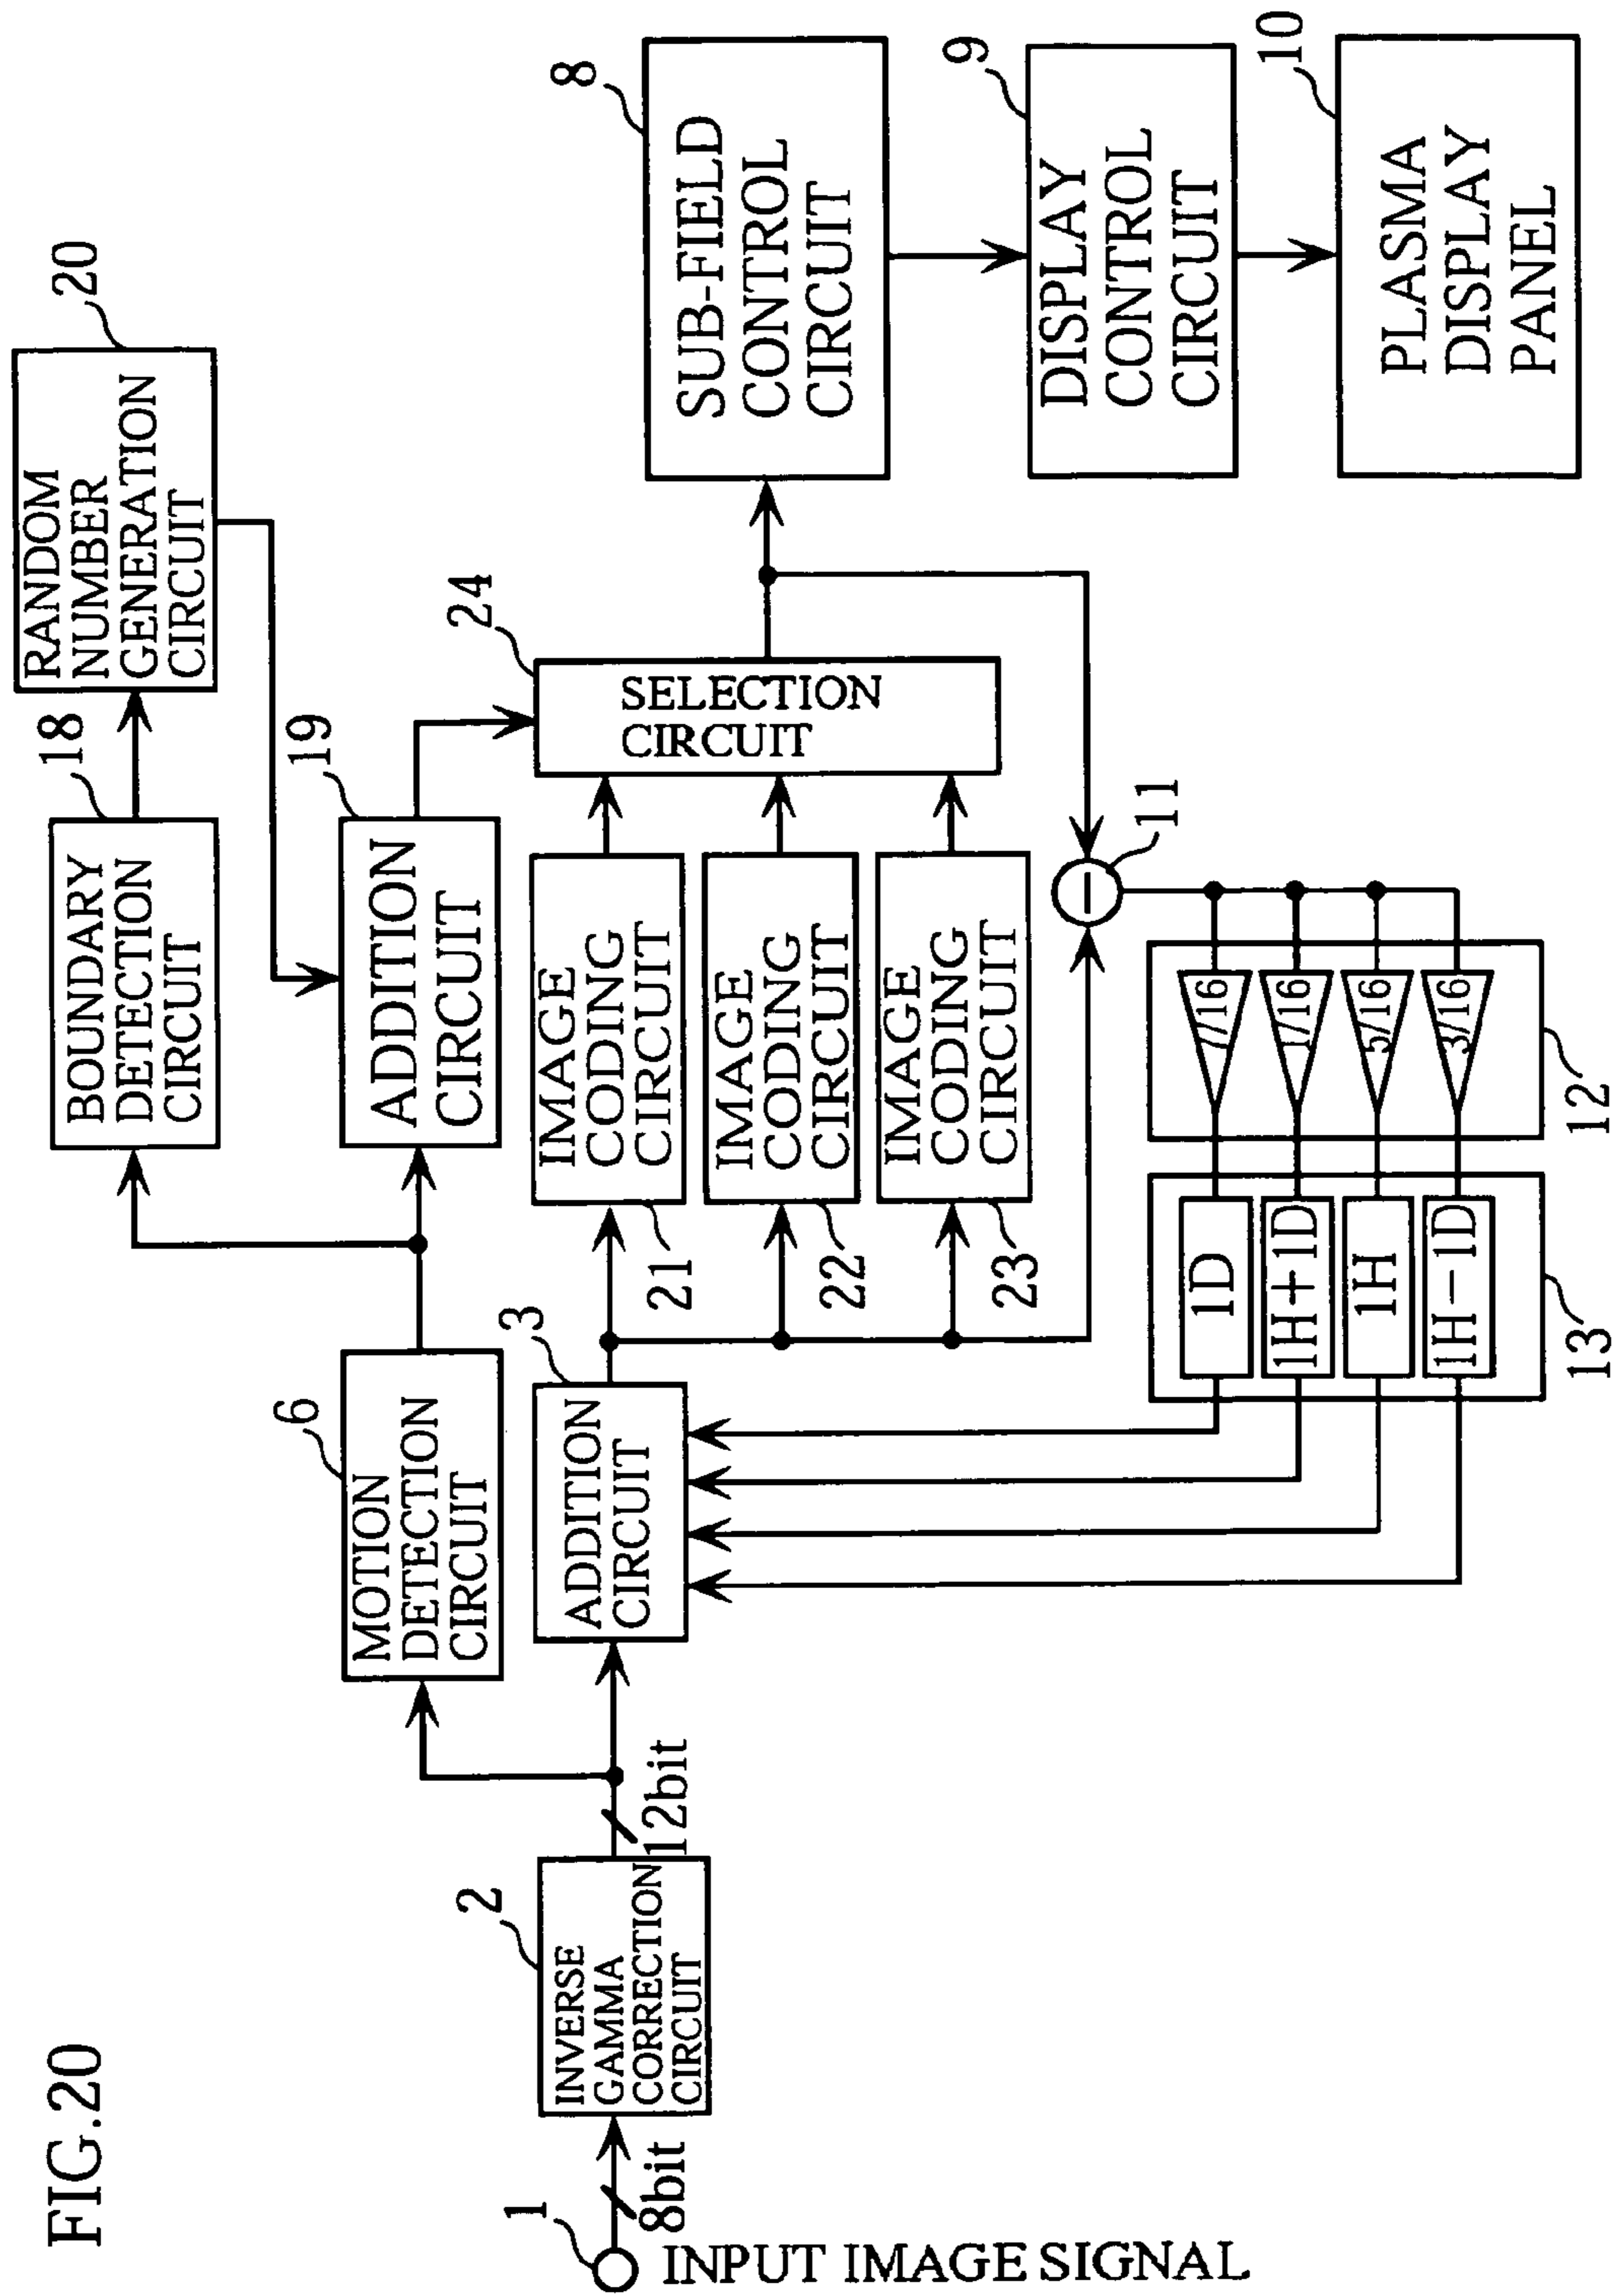 FIG.20
1
INPUT IMAGE SIGNAL
8bit
2
INVERSE
GAMMA
CORRECTION
CIRCUIT
12bit
6
MOTION
DETECTION
CIRCUIT
3
ADDITION
CIRCUIT
18
BOUNDARY
DETECTION
CIRCUIT
20
RANDOM
NUMBER
GENERATION
CIRCUIT
19
ADDITION
CIRCUIT
21
IMAGE
CODING
CIRCUIT
22
IMAGE
CODING
CIRCUIT
23
IMAGE
CODING
CIRCUIT
24
SELECTION
CIRCUIT
8
SUB-FIELD
CONTROL
CIRCUIT
9
DISPLAY
CONTROL
CIRCUIT
10
PLASMA
DISPLAY
PANEL
11
12
7/16
1/16
5/16
3/16
13
1D
1H+1D
1H
1H−1D